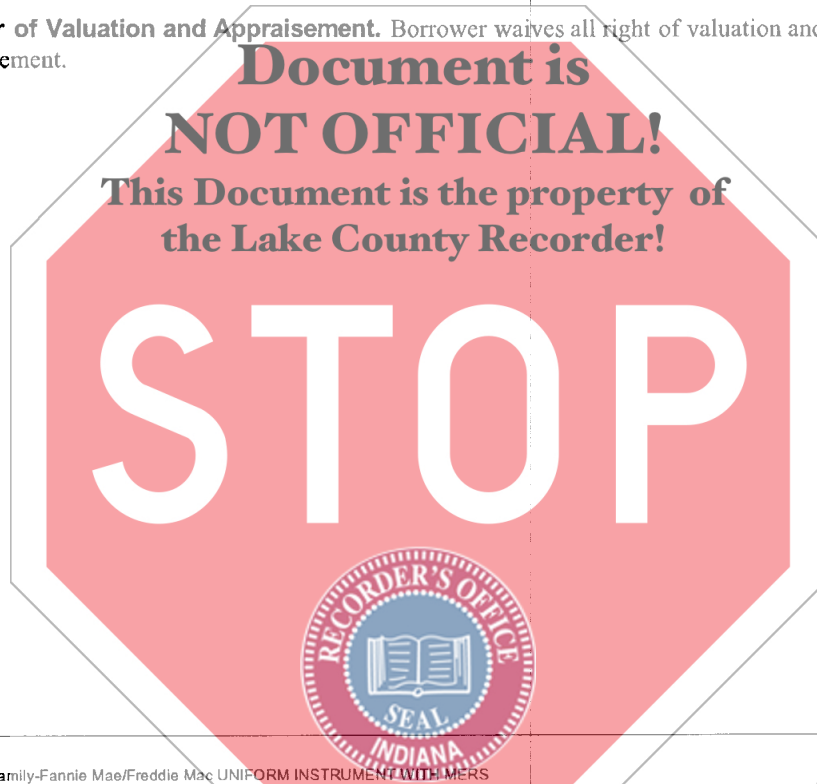 r of Valuation and Appraisement. Borrower waives all right of valuation and
ement.
Document is
NOT OFFICIAL!
This Document is the property of
the Lake County Recorder!
STOP
RECORDER'S OFFICE
SEAL
INDIANA
amily-Fannie Mae/Freddie Mac UNIFORM INSTRUMENT WITH MERS